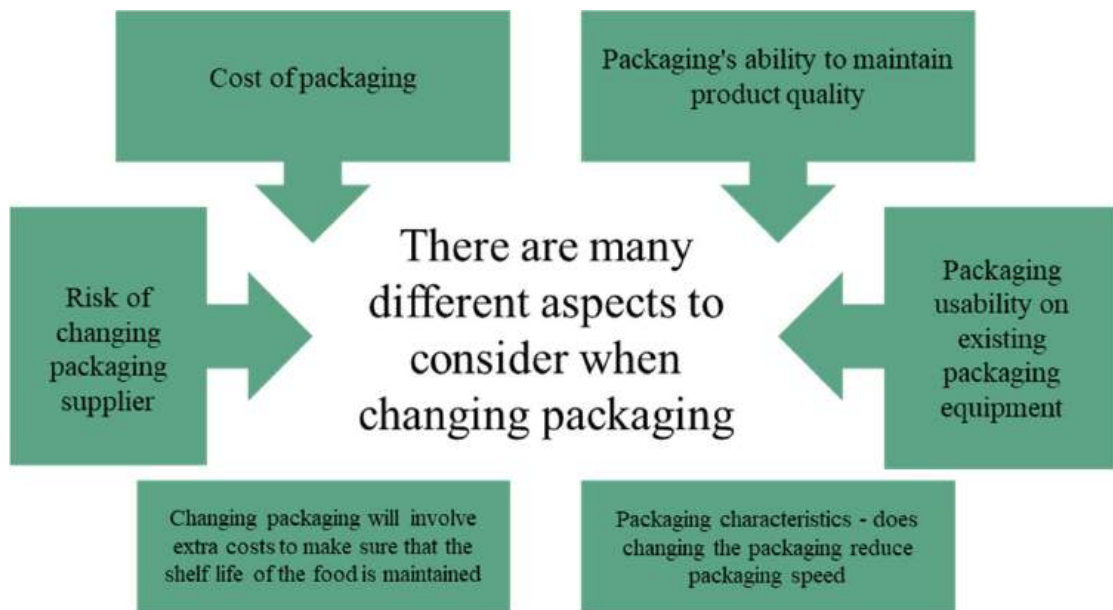 Cost of packaging
Packaging's ability to maintain
product quality
Risk of
changing
packaging
supplier
There are many
different aspects to
consider when
changing packaging
Packaging
usability on
existing
packaging
equipment
Changing packaging will involve
extra costs to make sure that the
shelf life of the food is maintained
Packaging characteristics - does
changing the packaging reduce
packaging speed